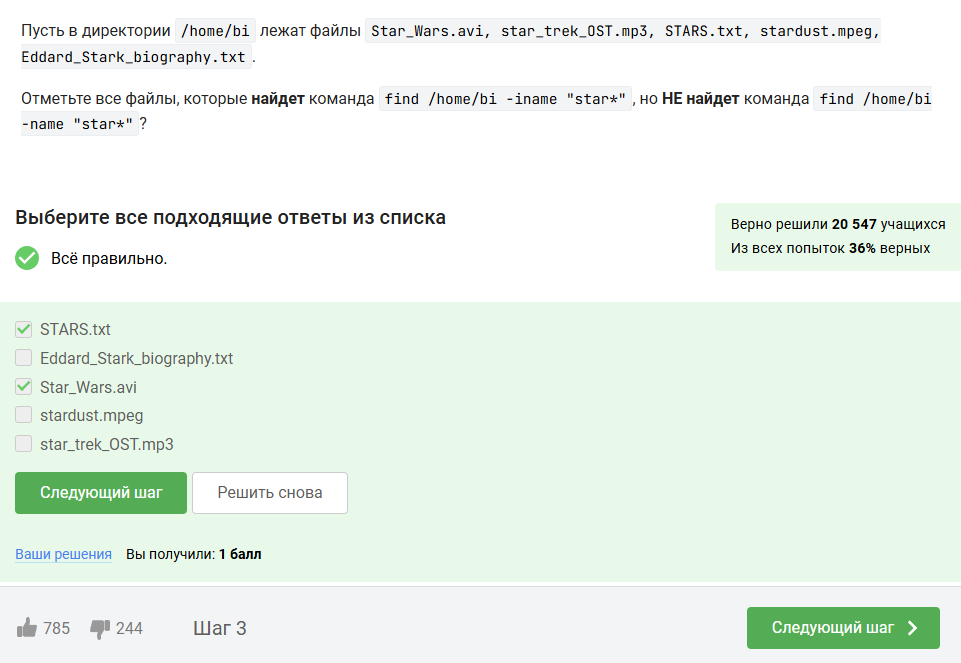 Пусть в директории /home/bi лежат файлы Star_Wars.avi, star_trek_OST.mp3, STARS.txt, stardust.mpeg,
Eddard_Stark_biography.txt.
Отметьте все файлы, которые найдет команда find /home/bi -iname "star*", но НЕ найдет команда find /home/bi
-name "star*"?
Выберите все подходящие ответы из списка
Верно решили 20 547 учащихся
Из всех попыток 36% верных
Всё правильно.
STARS.txt
Eddard_Stark_biography.txt
Star_Wars.avi
stardust.mpeg
star_trek_OST.mp3
Следующий шаг Решить снова
Ваши решения Вы получили: 1 балл
785 244 Шаг 3 Следующий шаг